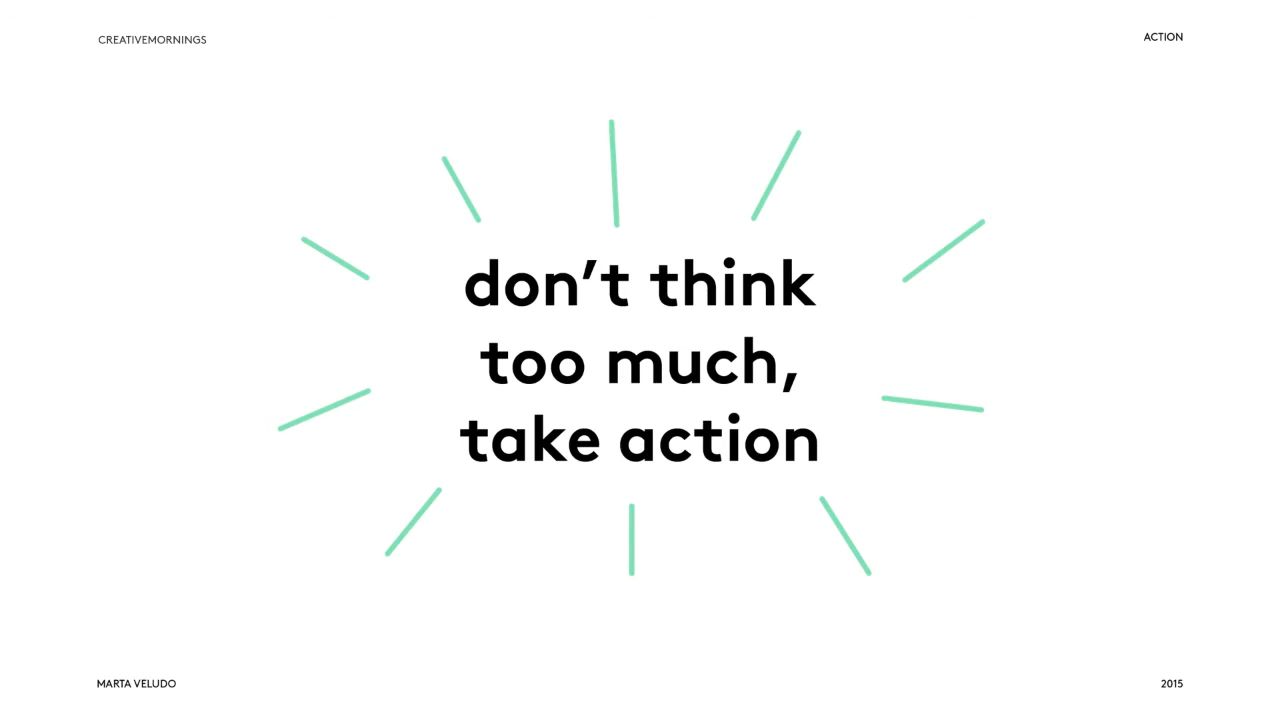 CREATIVEMORNINGS
ACTION
don’t think
too much,
take action
MARTA VELUDO
2015